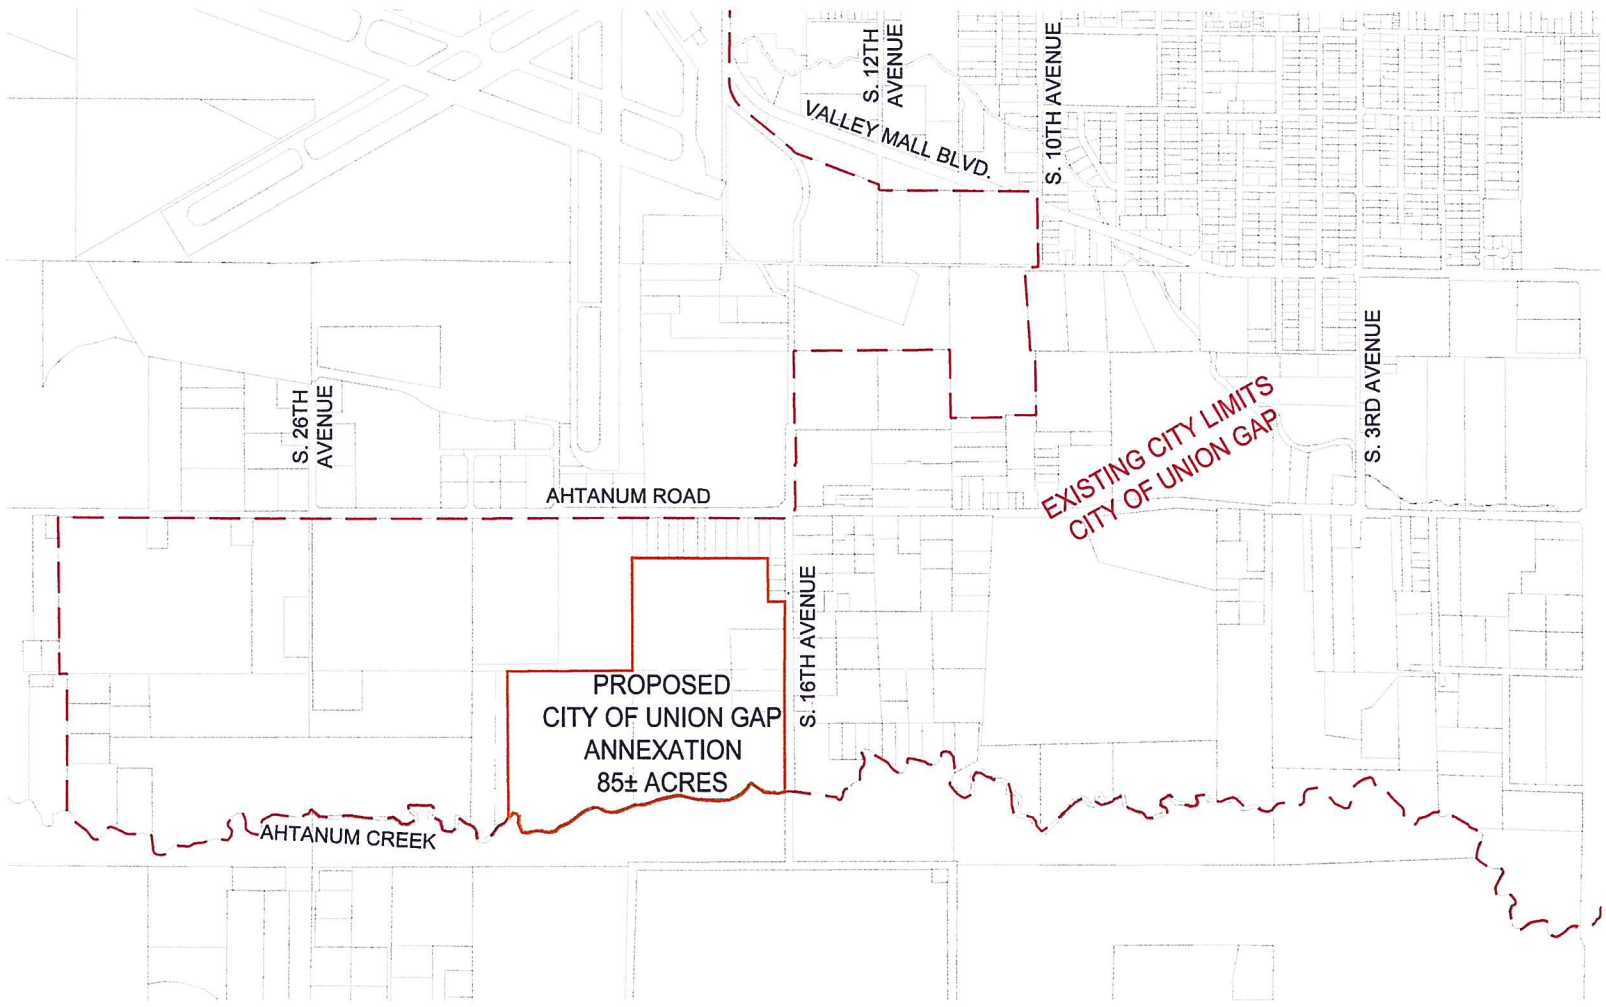 S. 12TH
AVENUE
S. 10TH AVENUE
VALLEY MALL BLVD.
S. 26TH
AVENUE
S. 3RD AVENUE
EXISTING CITY LIMITS
CITY OF UNION GAP
AHTANUM ROAD
S. 16TH AVENUE
PROPOSED
CITY OF UNION GAP
ANNEXATION
85± ACRES
AHTANUM CREEK